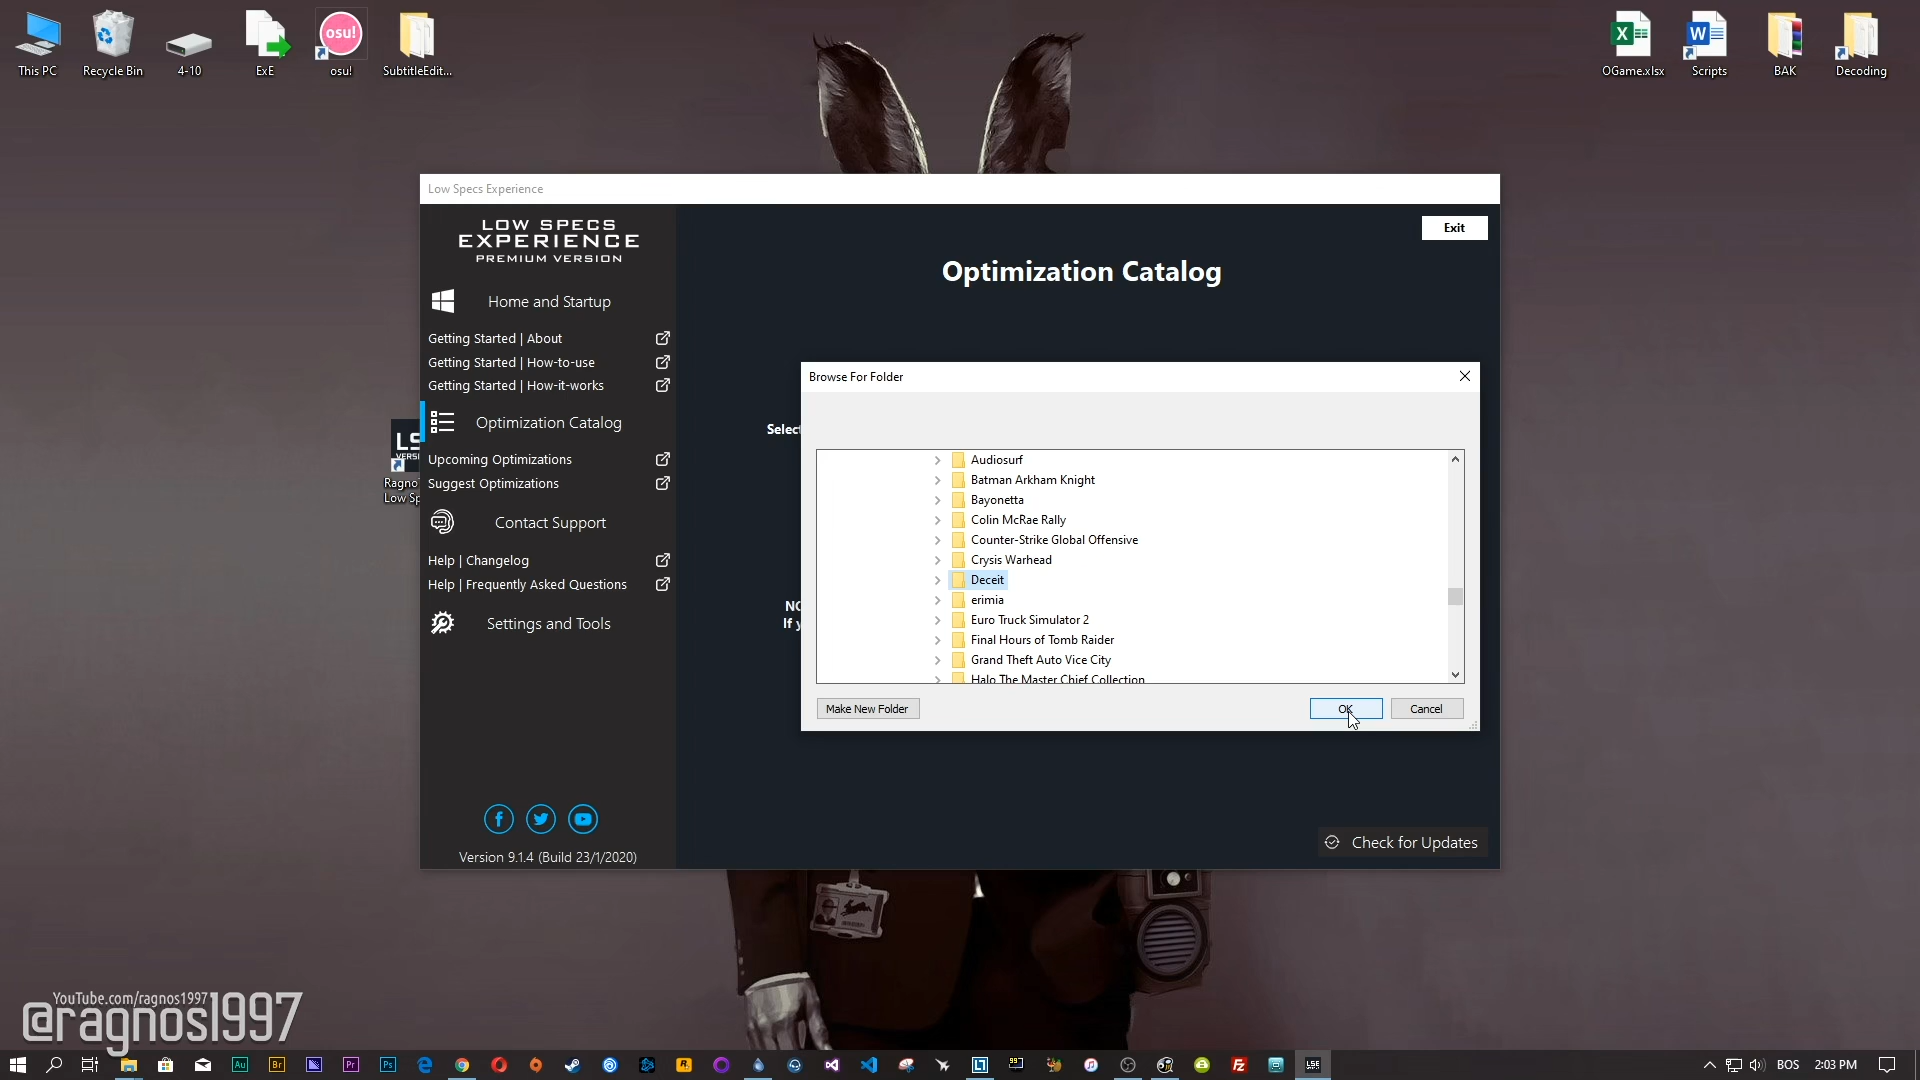 This PC
Recycle Bin
4-10
ExE
osu!
osu!
SubtitleEdit...
OGame.xlsx
Scripts
BAK
Decoding
Low Specs Experience
LOW SPECS
EXPERIENCE
PREMIUM VERSION
Exit
Optimization Catalog
Home and Startup
Getting Started | About
Getting Started | How-to-use
Getting Started | How-it-works
Optimization Catalog
Upcoming Optimizations
Suggest Optimizations
Contact Support
Help | Changelog
Help | Frequently Asked Questions
Settings and Tools
Version 9.1.4 (Build 23/1/2020)
Select
If y
Browse For Folder
Audiosurf
Batman Arkham Knight
Bayonetta
Colin McRae Rally
Counter-Strike Global Offensive
Crysis Warhead
Deceit
erimia
Euro Truck Simulator 2
Final Hours of Tomb Raider
Grand Theft Auto Vice City
Halo The Master Chief Collection
Make New Folder
OK
Cancel
Check for Updates
YouTube.com/ragnos1997
@ragnos1997
BOS
2:03 PM